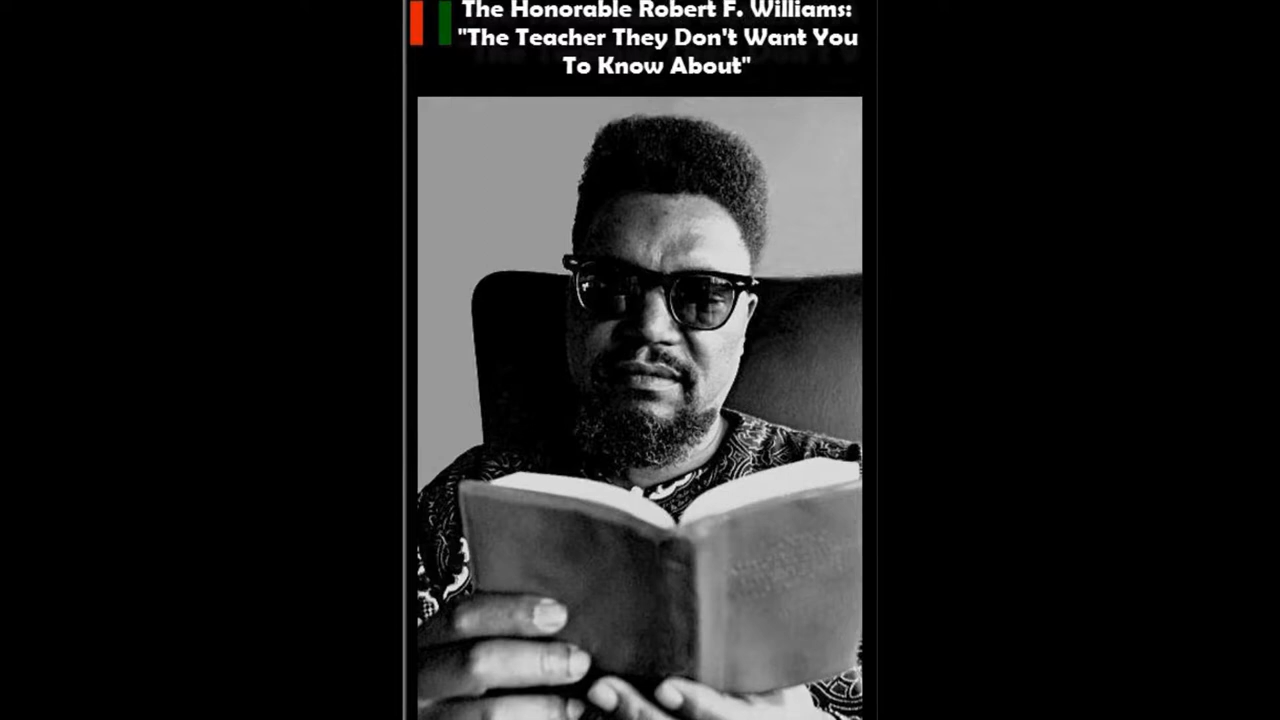 The Honorable Robert F. Williams:
"The Teacher They Don't Want You
To Know About"